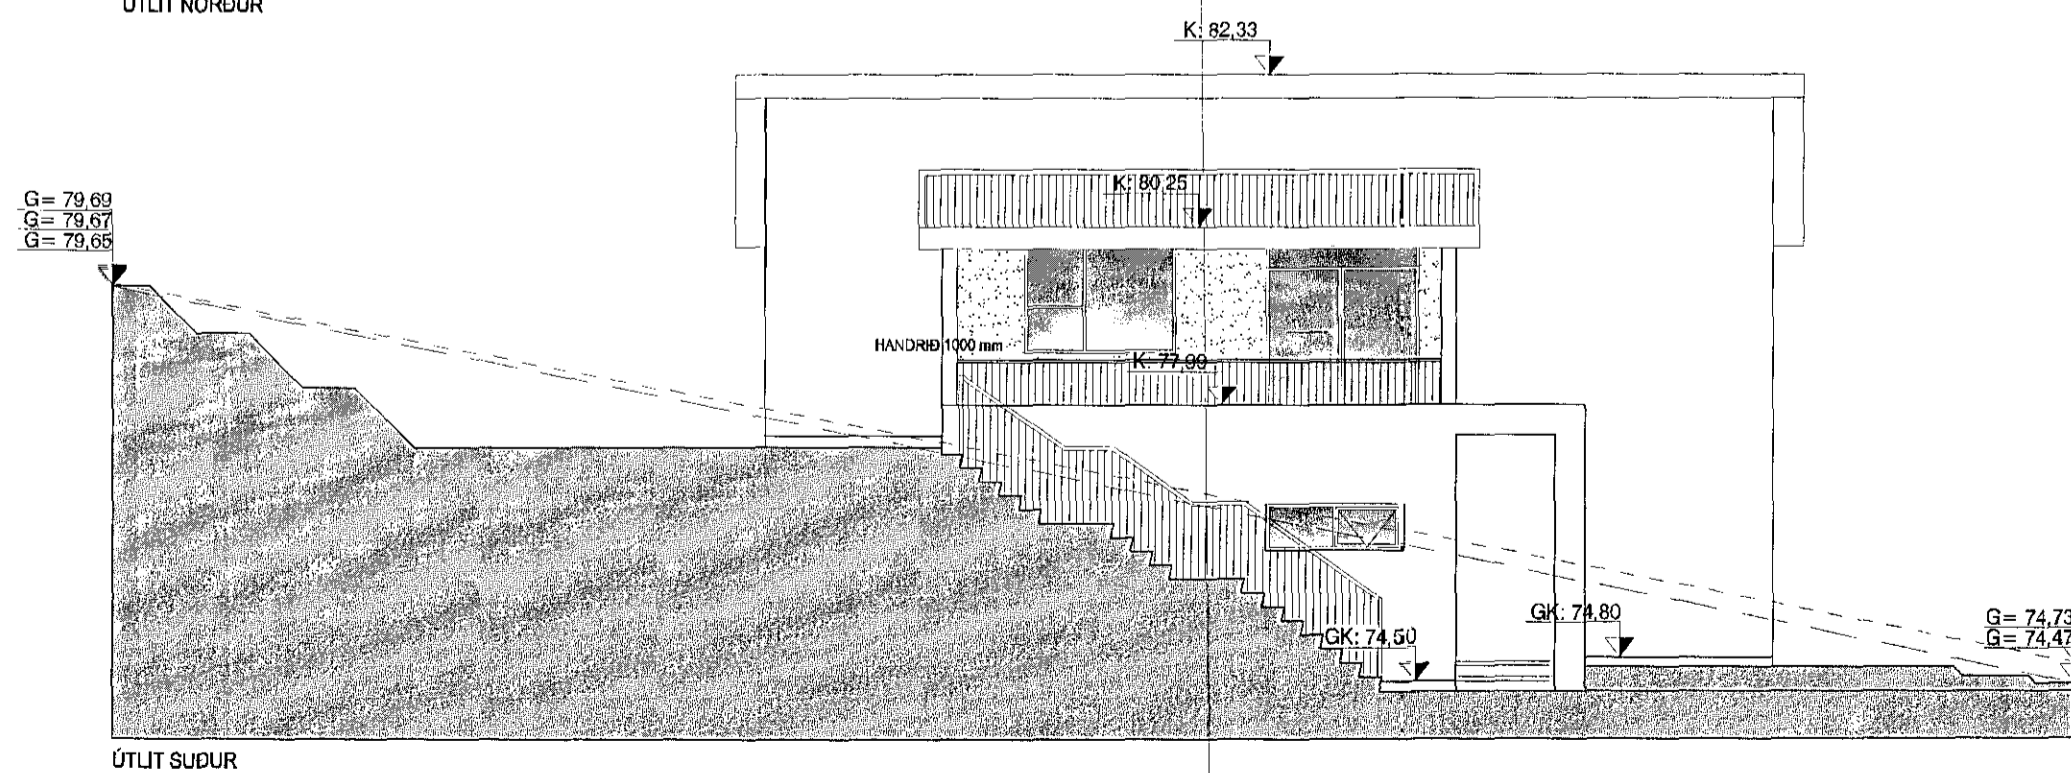 ÚTLIT NORÐUR
K: 82,33
K: 80,25
G= 79,69
G= 79,67
G= 79,65
HANDRIÐ 1000 mm
K: 77,99
GK: 74,50
GK: 74,80
G= 74,73
G= 74,47
ÚTLIT SUÐUR